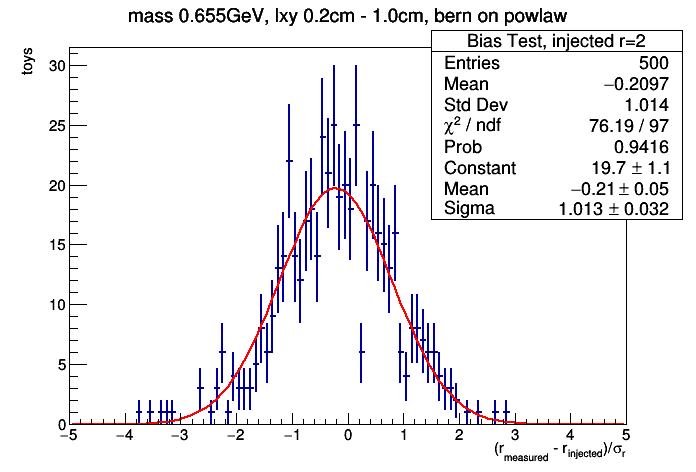 mass 0.655GeV, lxy 0.2cm - 1.0cm, bern on powlaw
toys
Bias Test, injected r=2
Entries 500
Mean −0.2097
Std Dev 1.014
χ² / ndf 76.19 / 97
Prob 0.9416
Constant 19.7 ± 1.1
Mean −0.21 ± 0.05
Sigma 1.013 ± 0.032
30
25
20
15
10
5
0
−5 −4 −3 −2 −1 0 1 2 3 4 5
(r_measured - r_injected)/σ_r